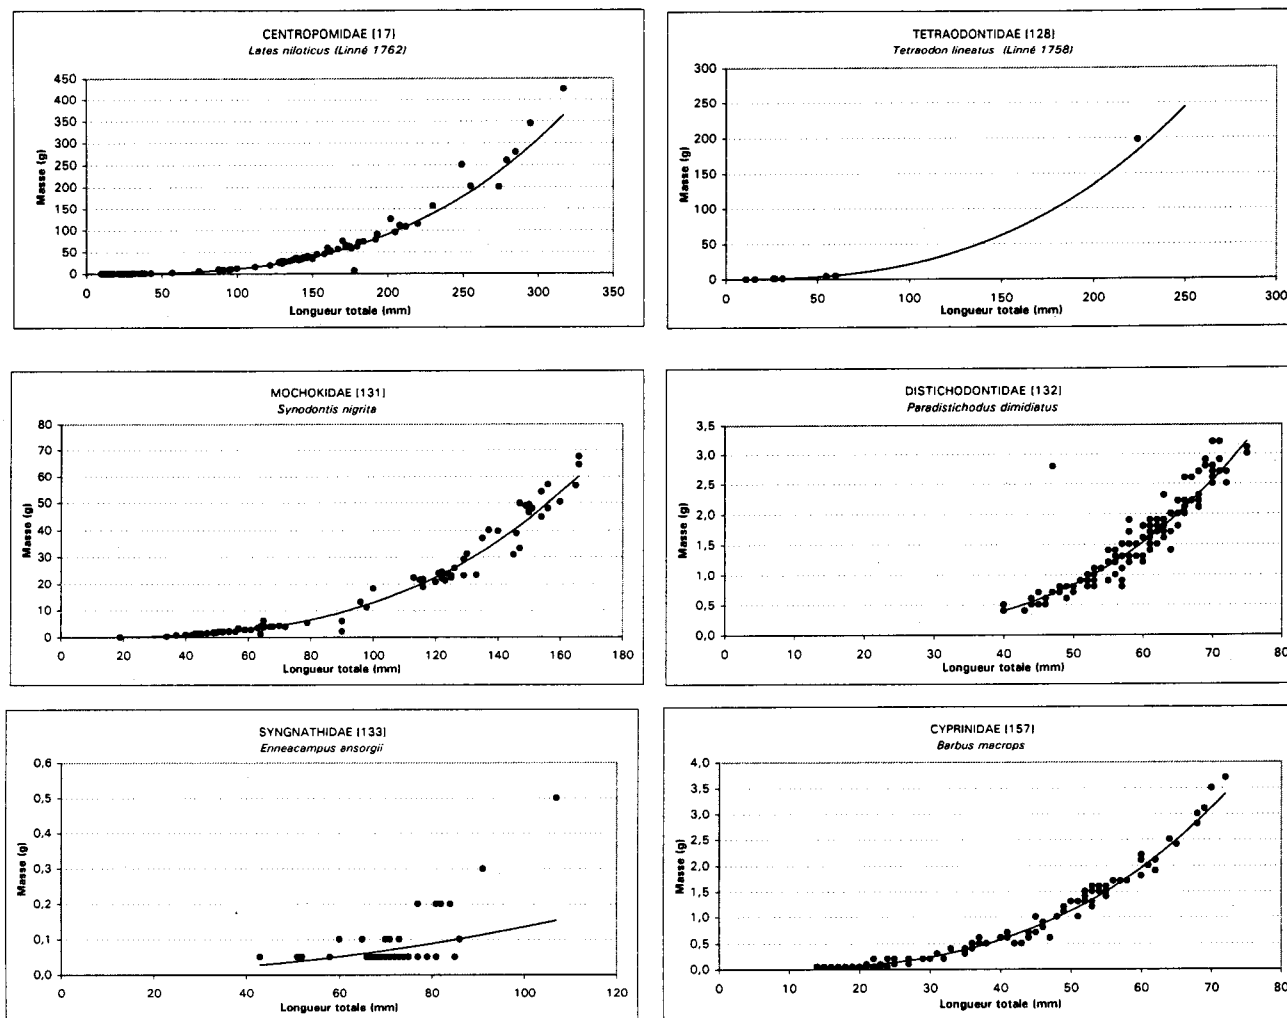 CENTROPOMIDAE [17]
Lates niloticus (Linné 1762)
Masse (g)
450
400
350
300
250
200
150
100
50
0
0 50 100 150 200 250 300 350
Longueur totale (mm)
TETRAODONTIDAE [128]
Tetraodon lineatus (Linné 1758)
Masse (g)
300
250
200
150
100
50
0
0 50 100 150 200 250 300
Longueur totale (mm)
MOCHOKIDAE [131]
Synodontis nigrita
Masse (g)
80
70
60
50
40
30
20
10
0
0 20 40 60 80 100 120 140 160 180
Longueur totale (mm)
DISTICHODONTIDAE [132]
Paradistichodus dimidiatus
Masse (g)
3,5
3,0
2,5
2,0
1,5
1,0
0,5
0,0
0 10 20 30 40 50 60 70 80
Longueur totale (mm)
SYNGNATHIDAE [133]
Enneacampus ansorgii
Masse (g)
0,6
0,5
0,4
0,3
0,2
0,1
0,0
0 20 40 60 80 100 120
Longueur totale (mm)
CYPRINIDAE [157]
Barbus macrops
Masse (g)
4,0
3,5
3,0
2,5
2,0
1,5
1,0
0,5
0,0
0 10 20 30 40 50 60 70 80
Longueur totale (mm)